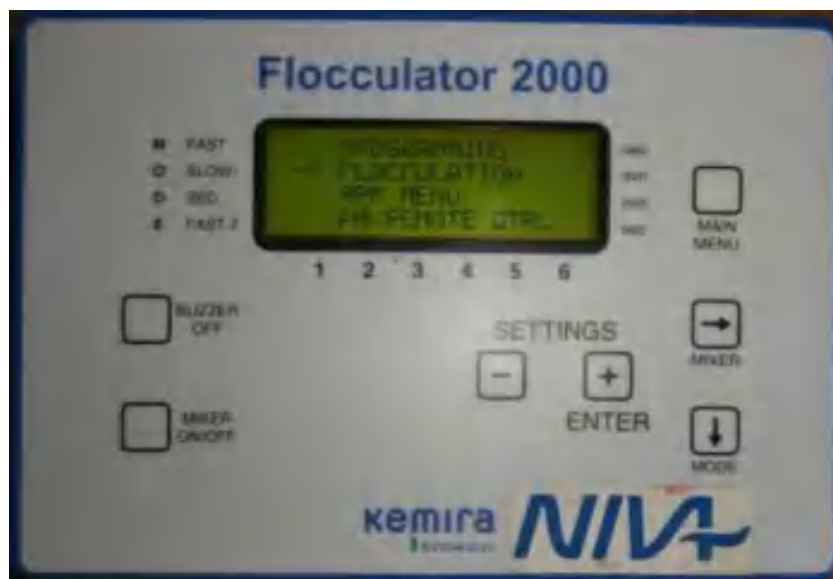 Flocculator 2000
M FAST
O SLOW
D SED
E FAST 2
PROGRAMMING
→ FLOCCULATION
RPM MENU
FM REMOTE CTRL
1 2 3 4 5 6
MAIN
MENU
BUZZER
OFF
SETTINGS
- +
ENTER
→
MIXER
MIXER
ON/OFF
↓
MODE
kemira
NIVA